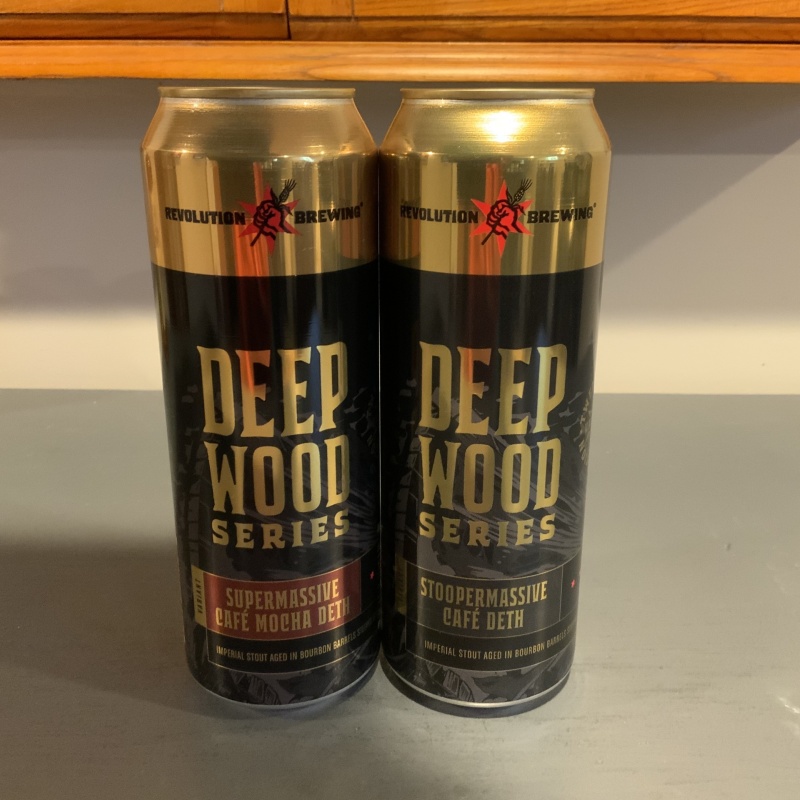 REVOLUTION BREWING
DEEP
WOOD
SERIES
VARIANT
SUPERMASSIVE
CAFÉ MOCHA DETH
IMPERIAL STOUT AGED IN BOURBON BARRELS
REVOLUTION BREWING
DEEP
WOOD
SERIES
STOOPERMASSIVE
CAFÉ DETH
IMPERIAL STOUT AGED IN BOURBON BARRELS